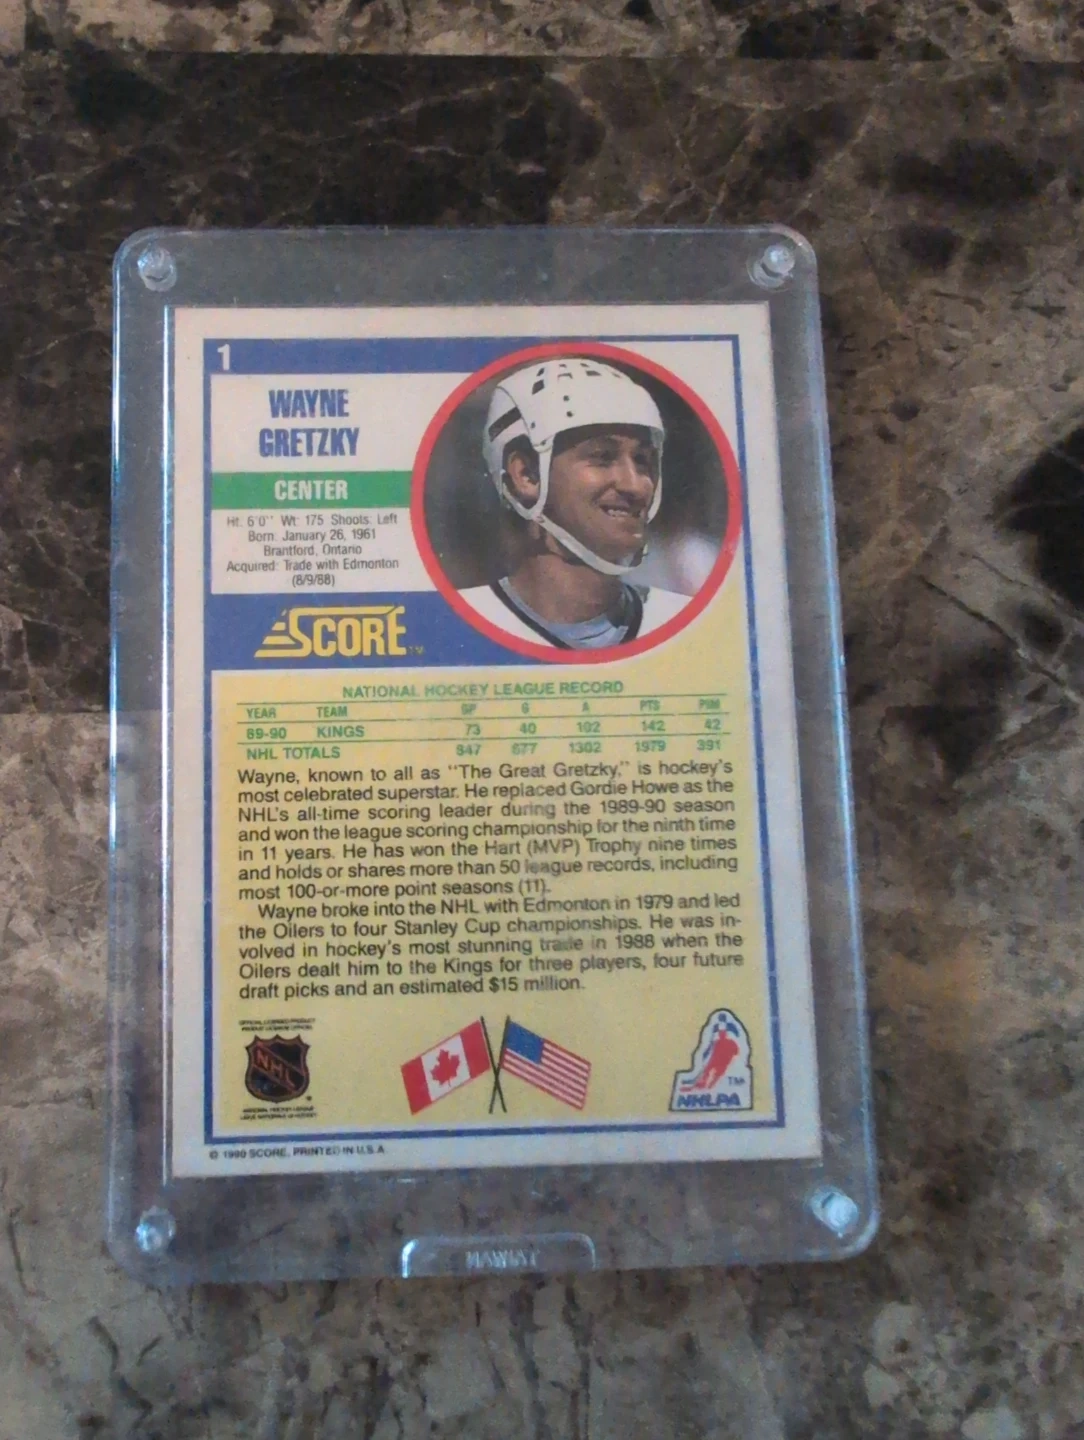 1
WAYNE
GRETZKY
CENTER
Ht: 6'0" Wt: 175 Shoots: Left
Born: January 26, 1961
Brantford, Ontario
Acquired: Trade with Edmonton
(8/9/88)
SCORE TM
NATIONAL HOCKEY LEAGUE RECORD
YEAR TEAM GP G A PTS PIM
89-90 KINGS 73 40 102 142 42
NHL TOTALS 847 677 1302 1979 391
Wayne, known to all as "The Great Gretzky," is hockey's
most celebrated superstar. He replaced Gordie Howe as the
NHL's all-time scoring leader during the 1989-90 season
and won the league scoring championship for the ninth time
in 11 years. He has won the Hart (MVP) Trophy nine times
and holds or shares more than 50 league records, including
most 100-or-more point seasons (11).
Wayne broke into the NHL with Edmonton in 1979 and led
the Oilers to four Stanley Cup championships. He was in-
volved in hockey's most stunning trade in 1988 when the
Oilers dealt him to the Kings for three players, four future
draft picks and an estimated $15 million.
NHL
TM
NHLPA
© 1990 SCORE, PRINTED IN U.S.A.